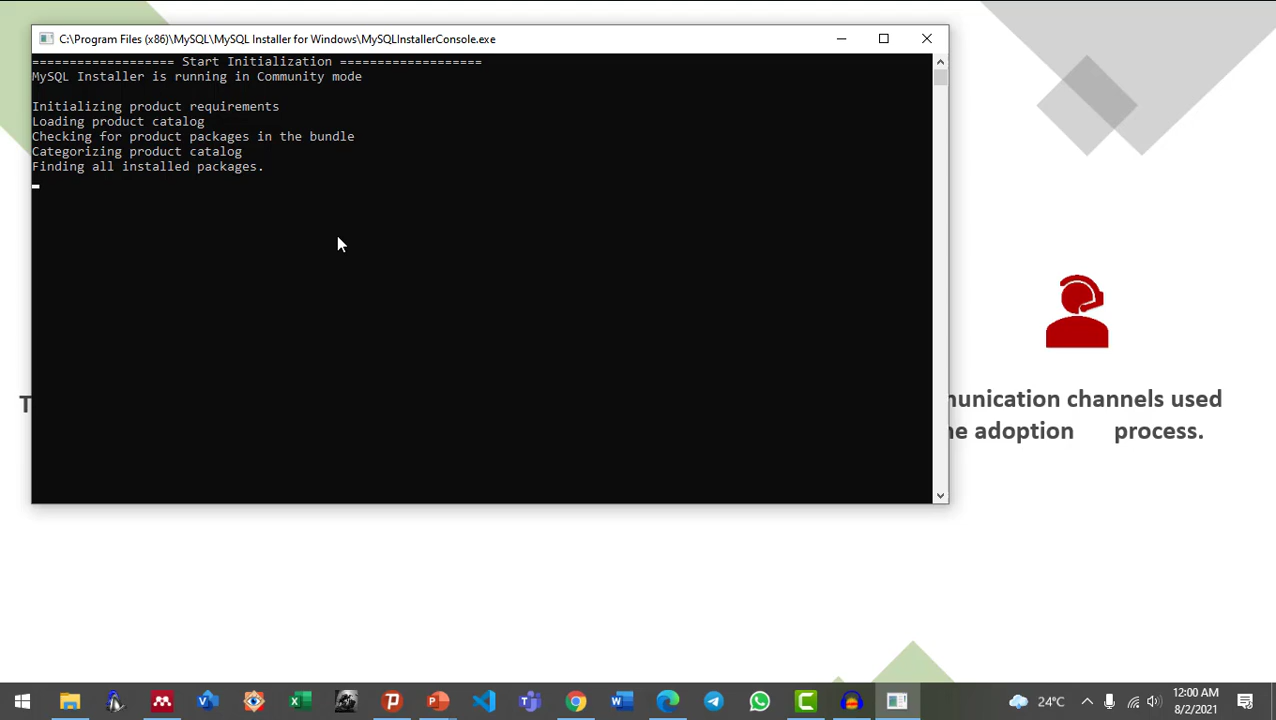 C:\Program Files (x86)\MySQL\MySQL Installer for Windows\MySQLInstallerConsole.exe
=================== Start Initialization ===================
MySQL Installer is running in Community mode
Initializing product requirements
Loading product catalog
Checking for product packages in the bundle
Categorizing product catalog
Finding all installed packages.
T
munication channels used
he adoption process.
24°C
12:00 AM
8/2/2021